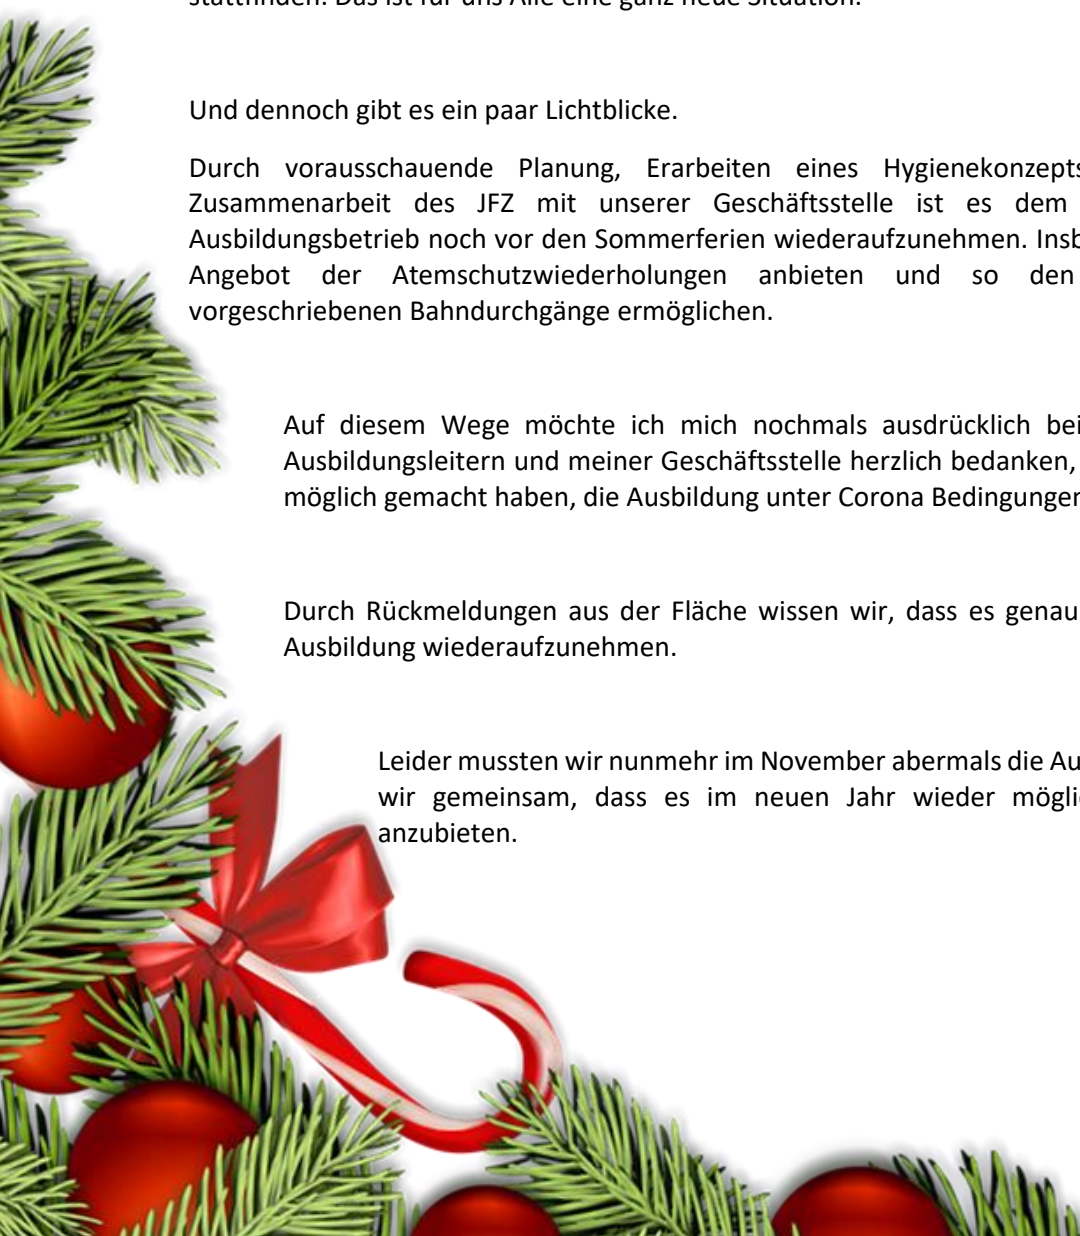 stattfinden. Das ist für uns Alle eine ganz neue Situation.
Und dennoch gibt es ein paar Lichtblicke.
Durch vorausschauende Planung, Erarbeiten eines Hygienekonzepts
Zusammenarbeit des JFZ mit unserer Geschäftsstelle ist es dem
Ausbildungsbetrieb noch vor den Sommerferien wiederaufzunehmen. Insb
Angebot der Atemschutzwiederholungen anbieten und so den
vorgeschriebenen Bahndurchgänge ermöglichen.
Auf diesem Wege möchte ich mich nochmals ausdrücklich bei
Ausbildungsleitern und meiner Geschäftsstelle herzlich bedanken,
möglich gemacht haben, die Ausbildung unter Corona Bedingungen
Durch Rückmeldungen aus der Fläche wissen wir, dass es genau
Ausbildung wiederaufzunehmen.
Leider mussten wir nunmehr im November abermals die Au
wir gemeinsam, dass es im neuen Jahr wieder möglic
anzubieten.